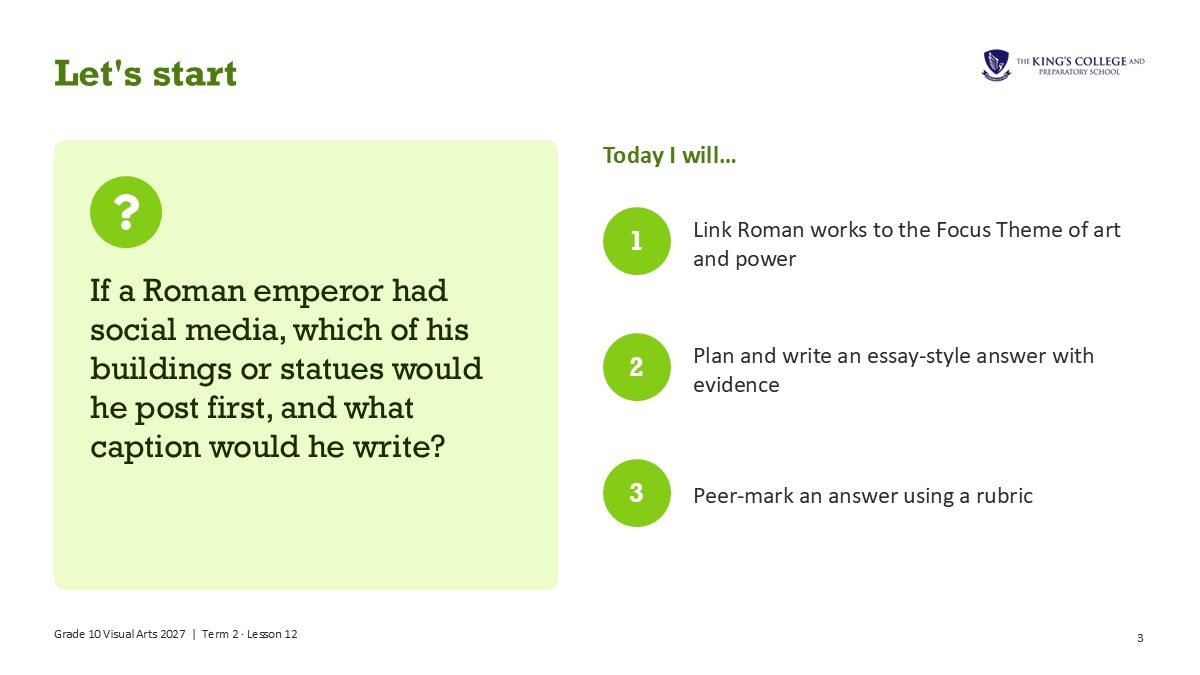 Let's start
THE KING'S COLLEGE AND
PREPARATORY SCHOOL
?
If a Roman emperor had
social media, which of his
buildings or statues would
he post first, and what
caption would he write?
Today I will...
1
Link Roman works to the Focus Theme of art
and power
2
Plan and write an essay-style answer with
evidence
3
Peer-mark an answer using a rubric
Grade 10 Visual Arts 2027 | Term 2 · Lesson 12
3